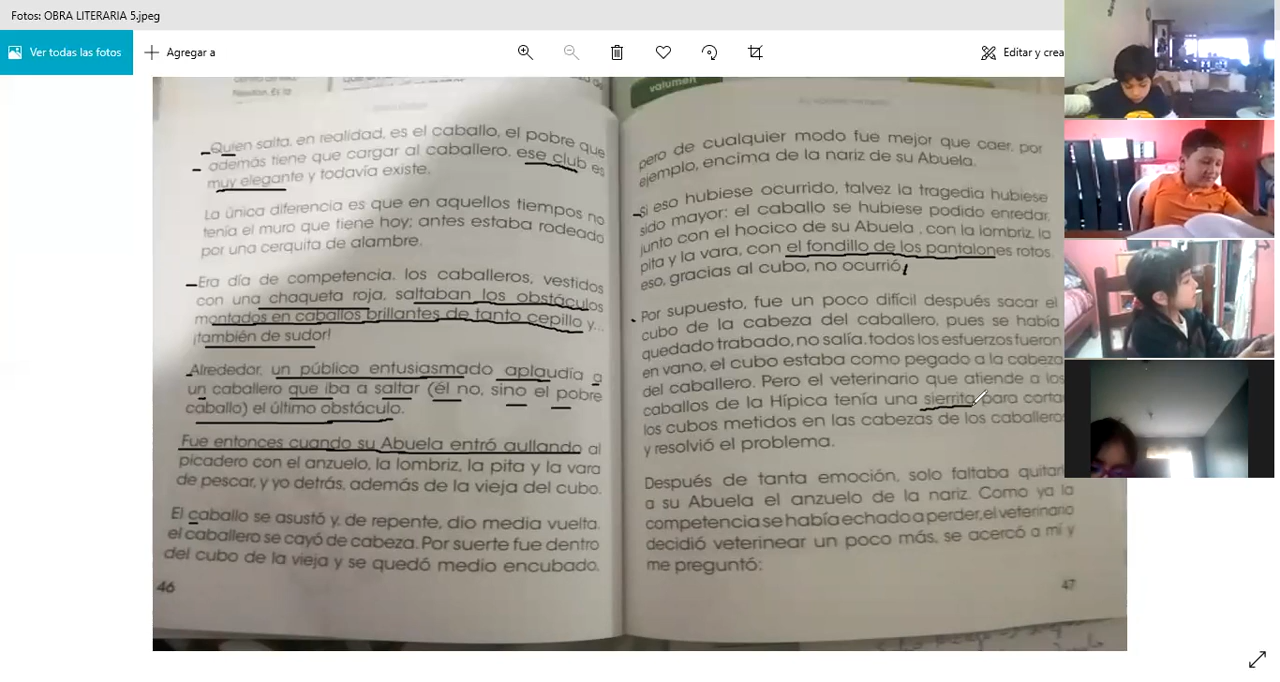 Fotos: OBRA LITERARIA 5.jpeg
Ver todas las fotos
Agregar a
Editar y crea
Quien salta, en realidad, es el caballo, el pobre que
además tiene que cargar al caballero, ese club es
muy elegante y todavía existe.
La única diferencia es que en aquellos tiempos no
tenía el muro que tiene hoy; antes estaba rodeado
por una cerquita de alambre.
Era día de competencia, los caballeros, vestidos
con una chaqueta roja, saltaban los obstáculos
montados en caballos brillantes de tanto cepillo y...
¡también de sudor!
Alrededor, un público entusiasmado aplaudía a
un caballero que iba a saltar (él no, sino el pobre
caballo) el último obstáculo.
Fue entonces cuando su Abuela entró aullando al
picadero con el anzuelo, la lombriz, la pita y la vara
de pescar, y yo detrás, además de la vieja del cubo.
El caballo se asustó y, de repente, dio media vuelta,
el caballero se cayó de cabeza. Por suerte fue dentro
del cubo de la vieja y se quedó medio encubado,
46
volumen
pero de cualquier modo fue mejor que caer, por
ejemplo, encima de la nariz de su Abuela.
Si eso hubiese ocurrido, talvez la tragedia hubiese
sido mayor: el caballo se hubiese podido enredar,
junto con el hocico de su Abuela , con la lombriz, la
pita y la vara, con el fondillo de los pantalones rotos.
eso, gracias al cubo, no ocurrió
Por supuesto, fue un poco difícil después sacar el
cubo de la cabeza del caballero, pues se había
quedado trabado, no salía, todos los esfuerzos fueron
en vano, el cubo estaba como pegado a la cabeza
del caballero. Pero el veterinario que atiende a los
caballos de la Hípica tenía una sierrita para corta
los cubos metidos en las cabezas de los caballeros
y resolvió el problema.
Después de tanta emoción, solo faltaba quitarl
a su Abuela el anzuelo de la nariz. Como ya la
competencia se había echado a perder, el veterinario
decidió veterinear un poco más, se acercó a mí y
me preguntó:
47